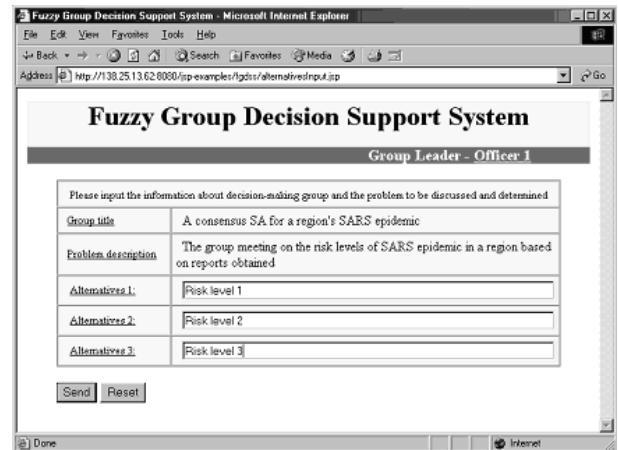 Fuzzy Group Decision Support System - Microsoft Internet Explorer
File Edit View Favorites Tools Help
Back Search Favorites Media
Address http://138.25.13.62:8080/jsp-examples/fgdss/alternativesInput.jsp Go
Fuzzy Group Decision Support System
Group Leader - Officer 1
Please input the information about decision-making group and the problem to be discussed and determined
Group title A consensus SA for a region's SARS epidemic
Problem description The group meeting on the risk levels of SARS epidemic in a region based
on reports obtained
Alternatives 1: Risk level 1
Alternatives 2: Risk level 2
Alternatives 3: Risk level 3
Send Reset
Done Internet